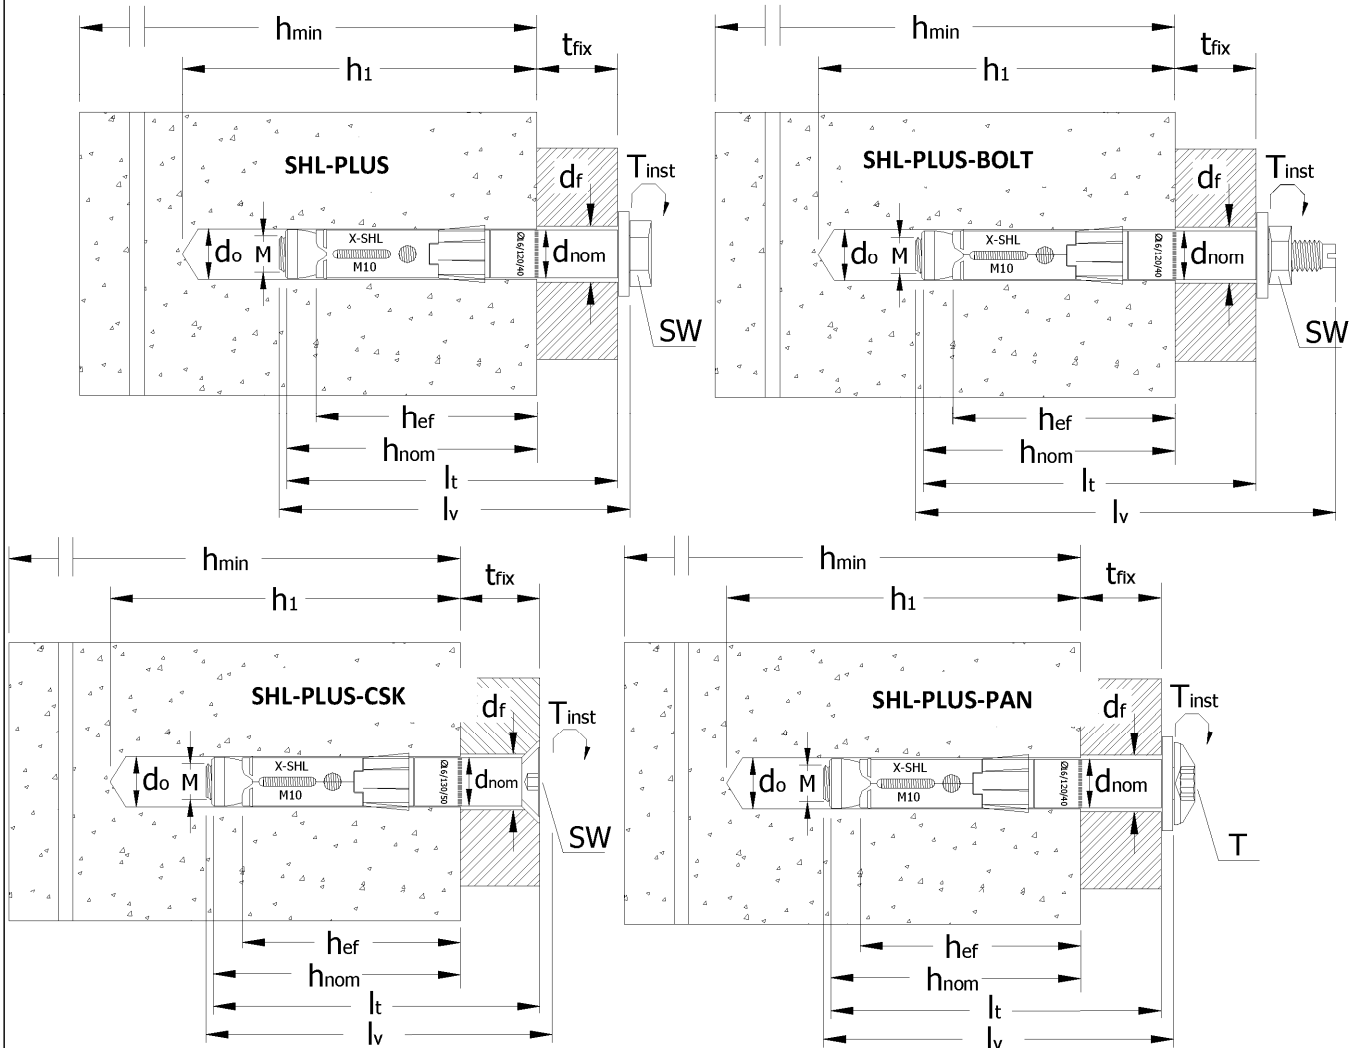 hmin
tfix
h1
SHL-PLUS
df
Tinst
do
M
X-SHL
M10
Ø16/120/40
dnom
SW
hef
hnom
lt
lv
hmin
tfix
h1
SHL-PLUS-BOLT
df
Tinst
do
M
X-SHL
M10
Ø16/120/40
dnom
SW
hef
hnom
lt
lv
hmin
tfix
h1
SHL-PLUS-CSK
df
Tinst
do
M
X-SHL
M10
Ø16/130/50
dnom
SW
hef
hnom
lt
lv
hmin
tfix
h1
SHL-PLUS-PAN
df
Tinst
do
M
X-SHL
M10
Ø16/120/40
dnom
T
hef
hnom
lt
lv